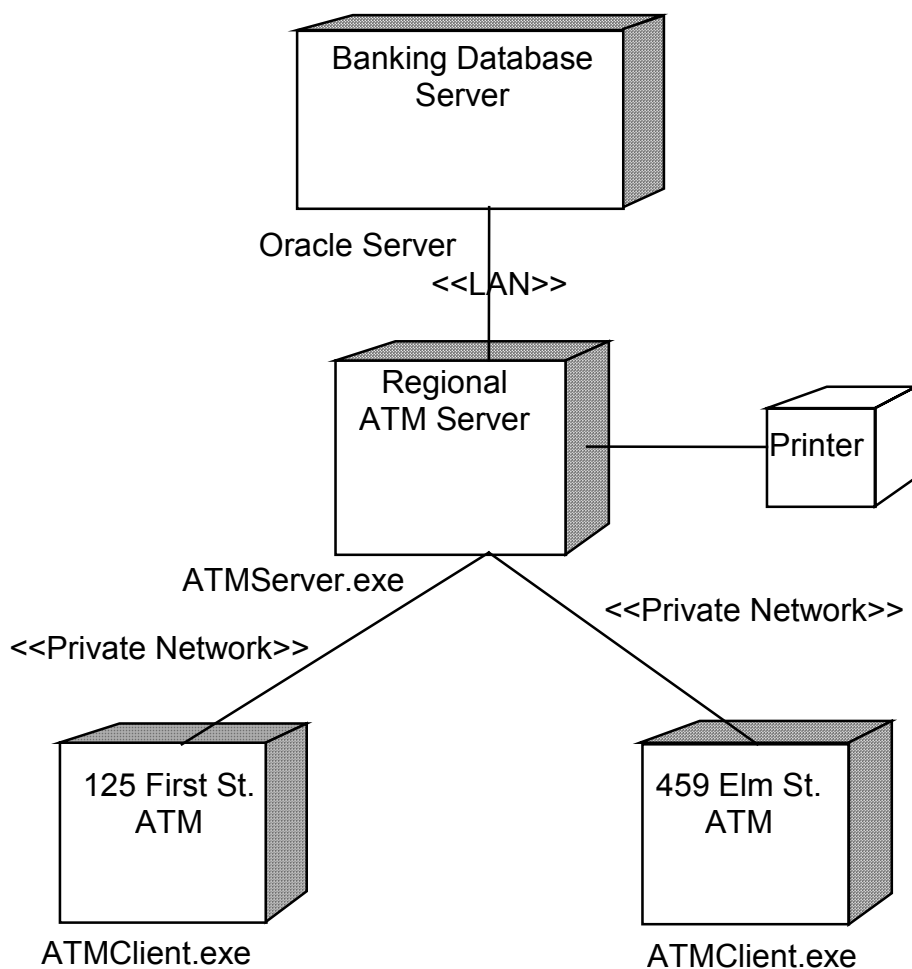 Banking Database
Server
Oracle Server
<<LAN>>
Regional
ATM Server
Printer
ATMServer.exe
<<Private Network>>
<<Private Network>>
125 First St.
ATM
459 Elm St.
ATM
ATMClient.exe
ATMClient.exe